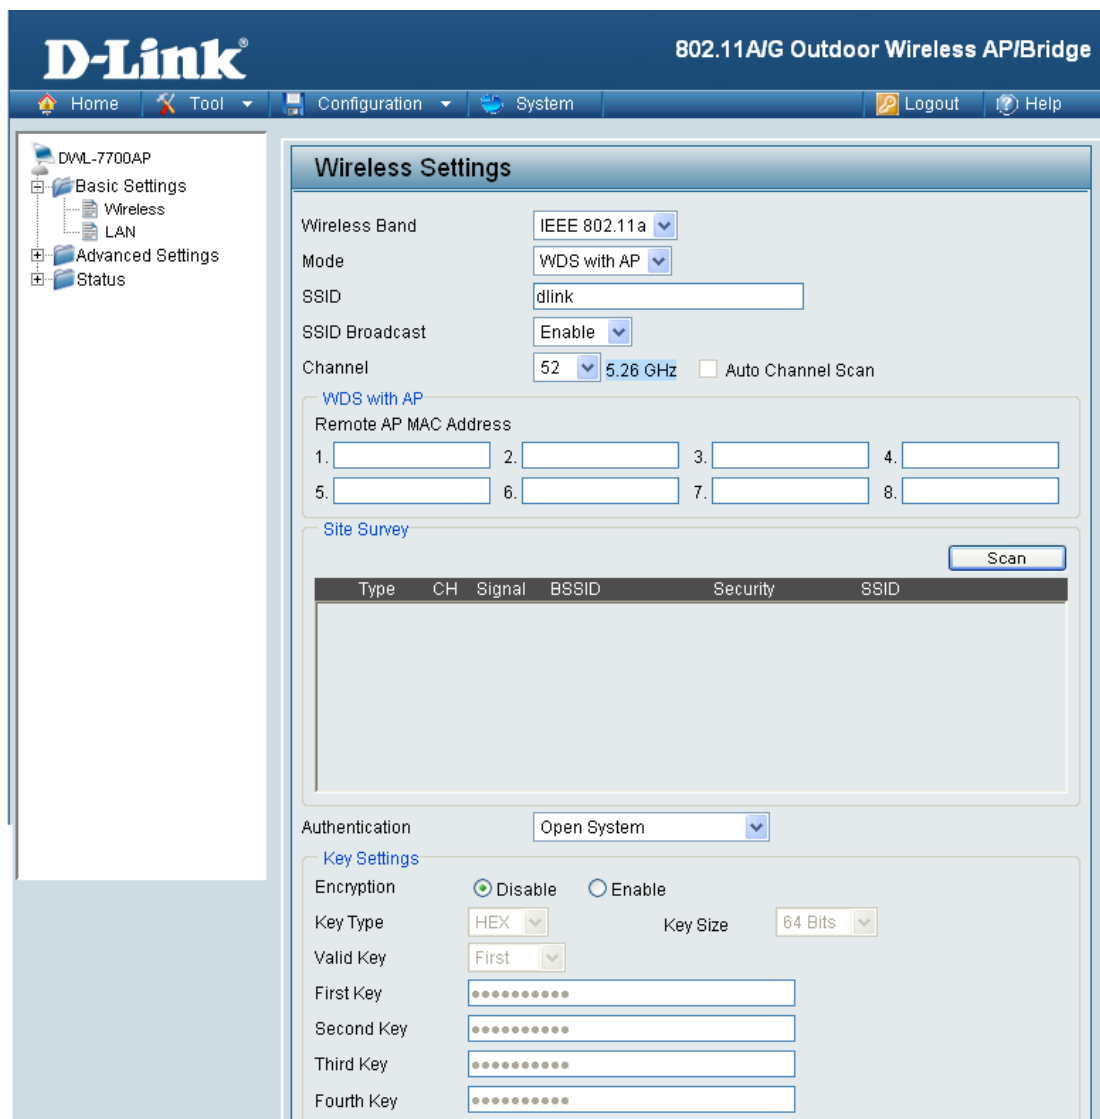 D-Link®
802.11A/G Outdoor Wireless AP/Bridge
Home Tool Configuration System Logout Help
DWL-7700AP
Basic Settings
Wireless
LAN
Advanced Settings
Status
Wireless Settings
Wireless Band IEEE 802.11a
Mode WDS with AP
SSID dlink
SSID Broadcast Enable
Channel 52 5.26 GHz Auto Channel Scan
WDS with AP
Remote AP MAC Address
1. 2. 3. 4.
5. 6. 7. 8.
Site Survey
Scan
Type CH Signal BSSID Security SSID
Authentication Open System
Key Settings
Encryption Disable Enable
Key Type HEX Key Size 64 Bits
Valid Key First
First Key ●●●●●●●●●●
Second Key ●●●●●●●●●●
Third Key ●●●●●●●●●●
Fourth Key ●●●●●●●●●●